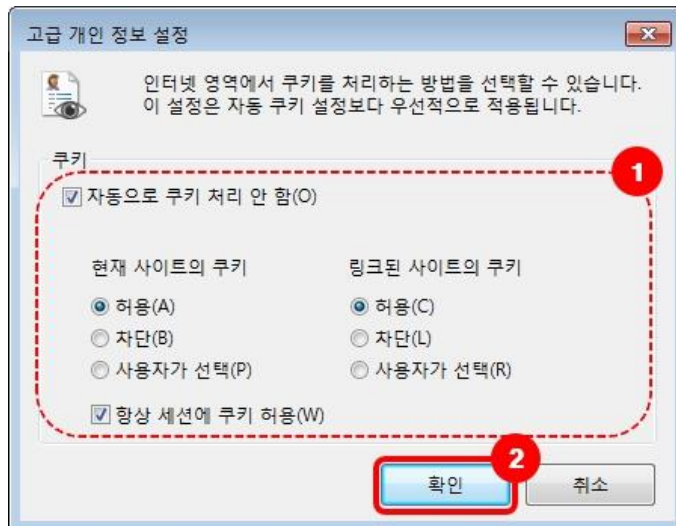 고급 개인 정보 설정
인터넷 영역에서 쿠키를 처리하는 방법을 선택할 수 있습니다.
이 설정은 자동 쿠키 설정보다 우선적으로 적용됩니다.
쿠키
1
자동으로 쿠키 처리 안 함(O)
현재 사이트의 쿠키 링크된 사이트의 쿠키
허용(A) 허용(C)
차단(B) 차단(L)
사용자가 선택(P) 사용자가 선택(R)
항상 세션에 쿠키 허용(W)
2
확인 취소